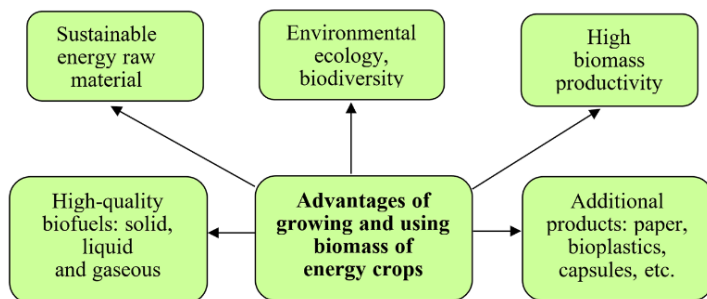 Sustainable
energy raw
material
Environmental
ecology,
biodiversity
High
biomass
productivity
High-quality
biofuels: solid,
liquid
and gaseous
Advantages of
growing and using
biomass of
energy crops
Additional
products: paper,
bioplastics,
capsules, etc.